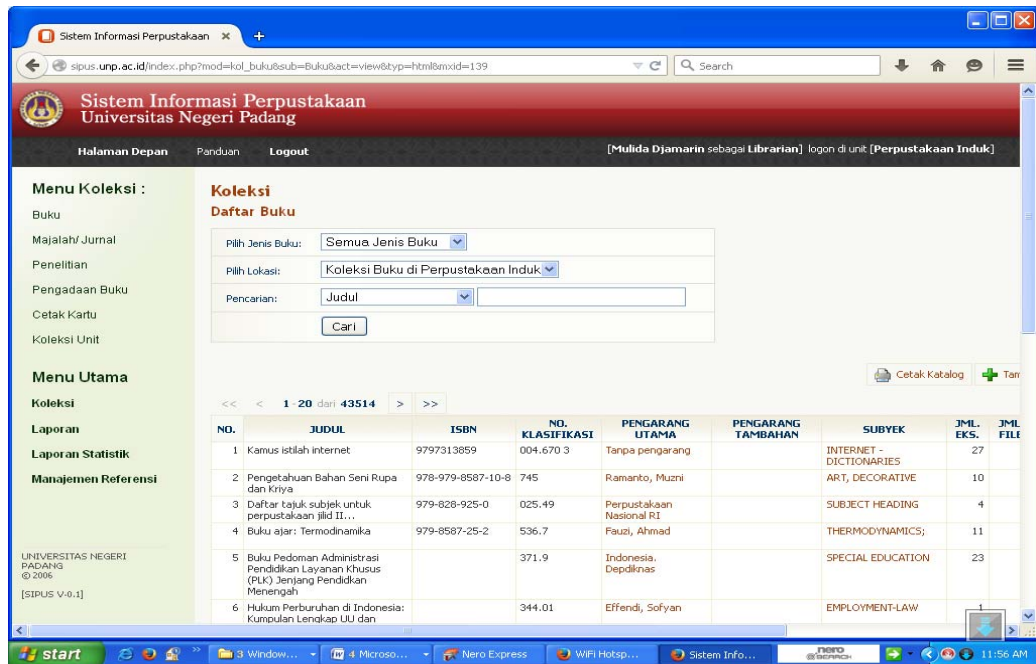 Sistem Informasi Perpustakaan × +
sipus.unp.ac.id/index.php?mod=kol_buku&sub=Buku&act=view&typ=html&mxid=139
Search
Sistem Informasi Perpustakaan
Universitas Negeri Padang
Halaman Depan Panduan Logout [Mulida Djamarin sebagai Librarian] logon di unit [Perpustakaan Induk]
Menu Koleksi :
Buku
Majalah/ Jurnal
Penelitian
Pengadaan Buku
Cetak Kartu
Koleksi Unit
Menu Utama
Koleksi
Laporan
Laporan Statistik
Manajemen Referensi
UNIVERSITAS NEGERI
PADANG
© 2006
[SIPUS V-0.1]
Koleksi
Daftar Buku
Pilih Jenis Buku: Semua Jenis Buku
Pilih Lokasi: Koleksi Buku di Perpustakaan Induk
Pencarian: Judul
Cari
Cetak Katalog Tam
<< < 1-20 dari 43514 > >>
NO. JUDUL ISBN NO. KLASIFIKASI PENGARANG UTAMA PENGARANG TAMBAHAN SUBYEK JML. EKS. JML FILE
1 Kamus istilah internet 9797313859 004.670 3 Tanpa pengarang INTERNET - DICTIONARIES 27
2 Pengetahuan Bahan Seni Rupa dan Kriya 978-979-8587-10-8 745 Ramanto, Muzni ART, DECORATIVE 10
3 Daftar tajuk subjek untuk perpustakaan jilid II... 979-828-925-0 025.49 Perpustakaan Nasional RI SUBJECT HEADING 4
4 Buku ajar: Termodinamika 979-8587-25-2 536.7 Fauzi, Ahmad THERMODYNAMICS; 11
5 Buku Pedoman Administrasi Pendidikan Layanan Khusus (PLK) Jenjang Pendidkan Menengah 371.9 Indonesia. Depdiknas SPECIAL EDUCATION 23
6 Hukum Perburuhan di Indonesia: Kumpulan Lengkap UU dan 344.01 Effendi, Sofyan EMPLOYMENT-LAW 1
start 3 Window... 4 Microso... Nero Express WiFi Hotsp... Sistem Info... nero SEARCH 11:56 AM